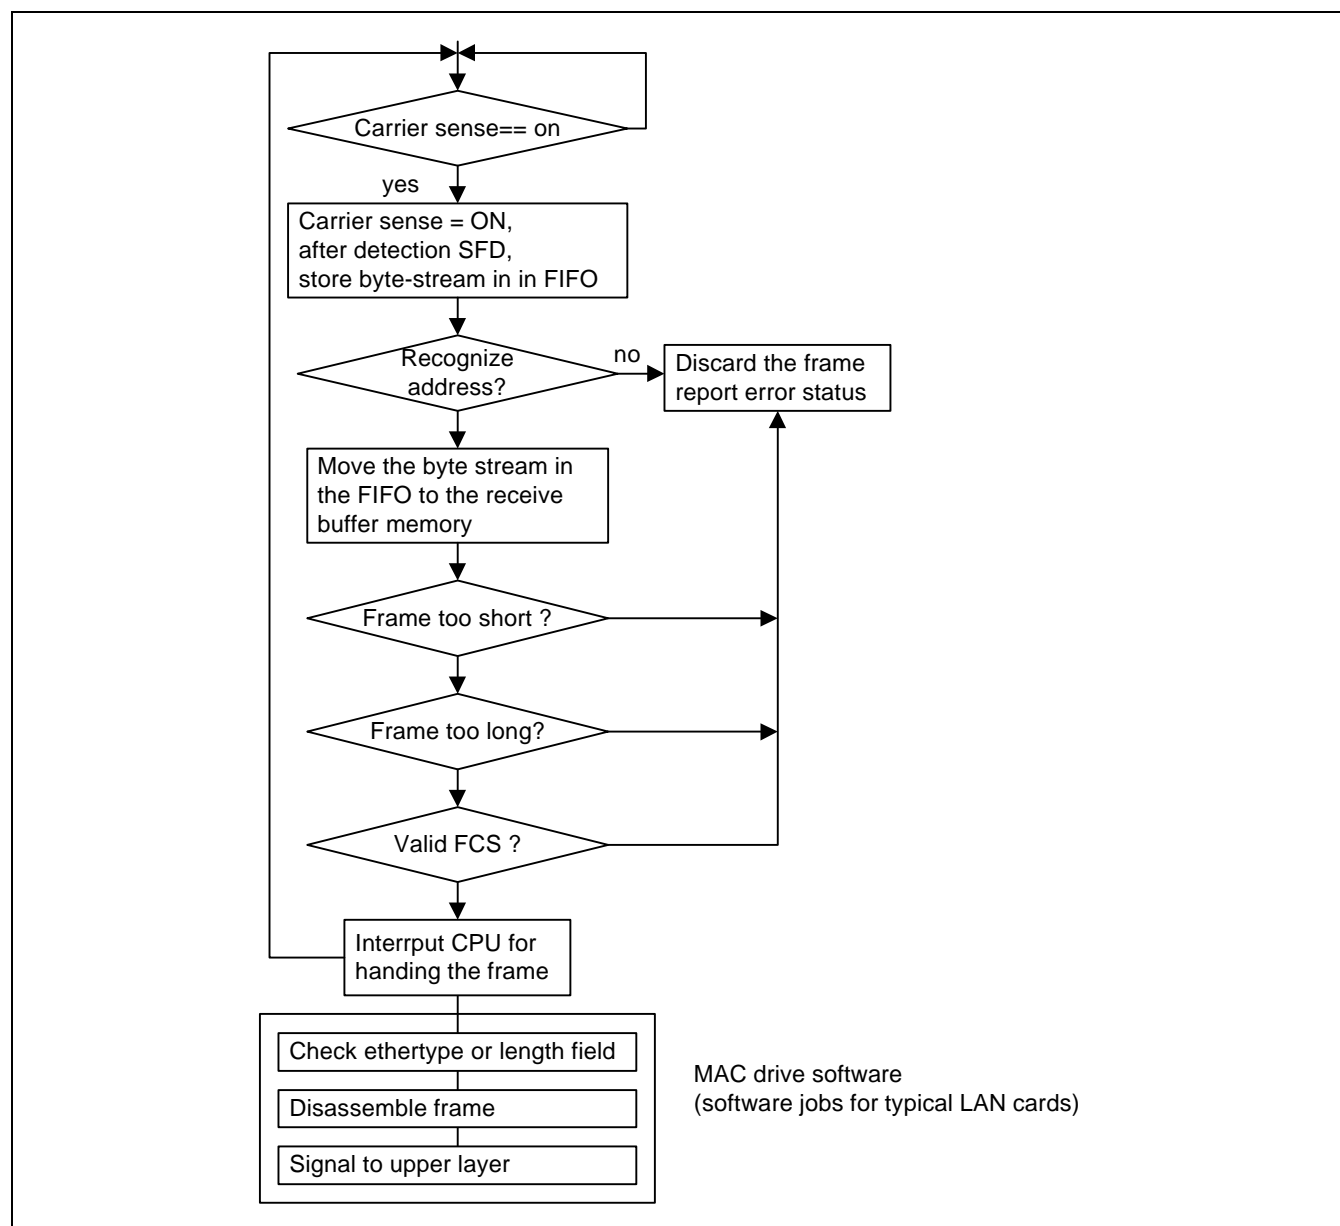 Carrier sense== on
yes
Carrier sense = ON,
after detection SFD,
store byte-stream in in FIFO
Recognize
address?
no
Discard the frame
report error status
Move the byte stream in
the FIFO to the receive
buffer memory
Frame too short ?
Frame too long?
Valid FCS ?
Interrput CPU for
handing the frame
Check ethertype or length field
Disassemble frame
Signal to upper layer
MAC drive software
(software jobs for typical LAN cards)